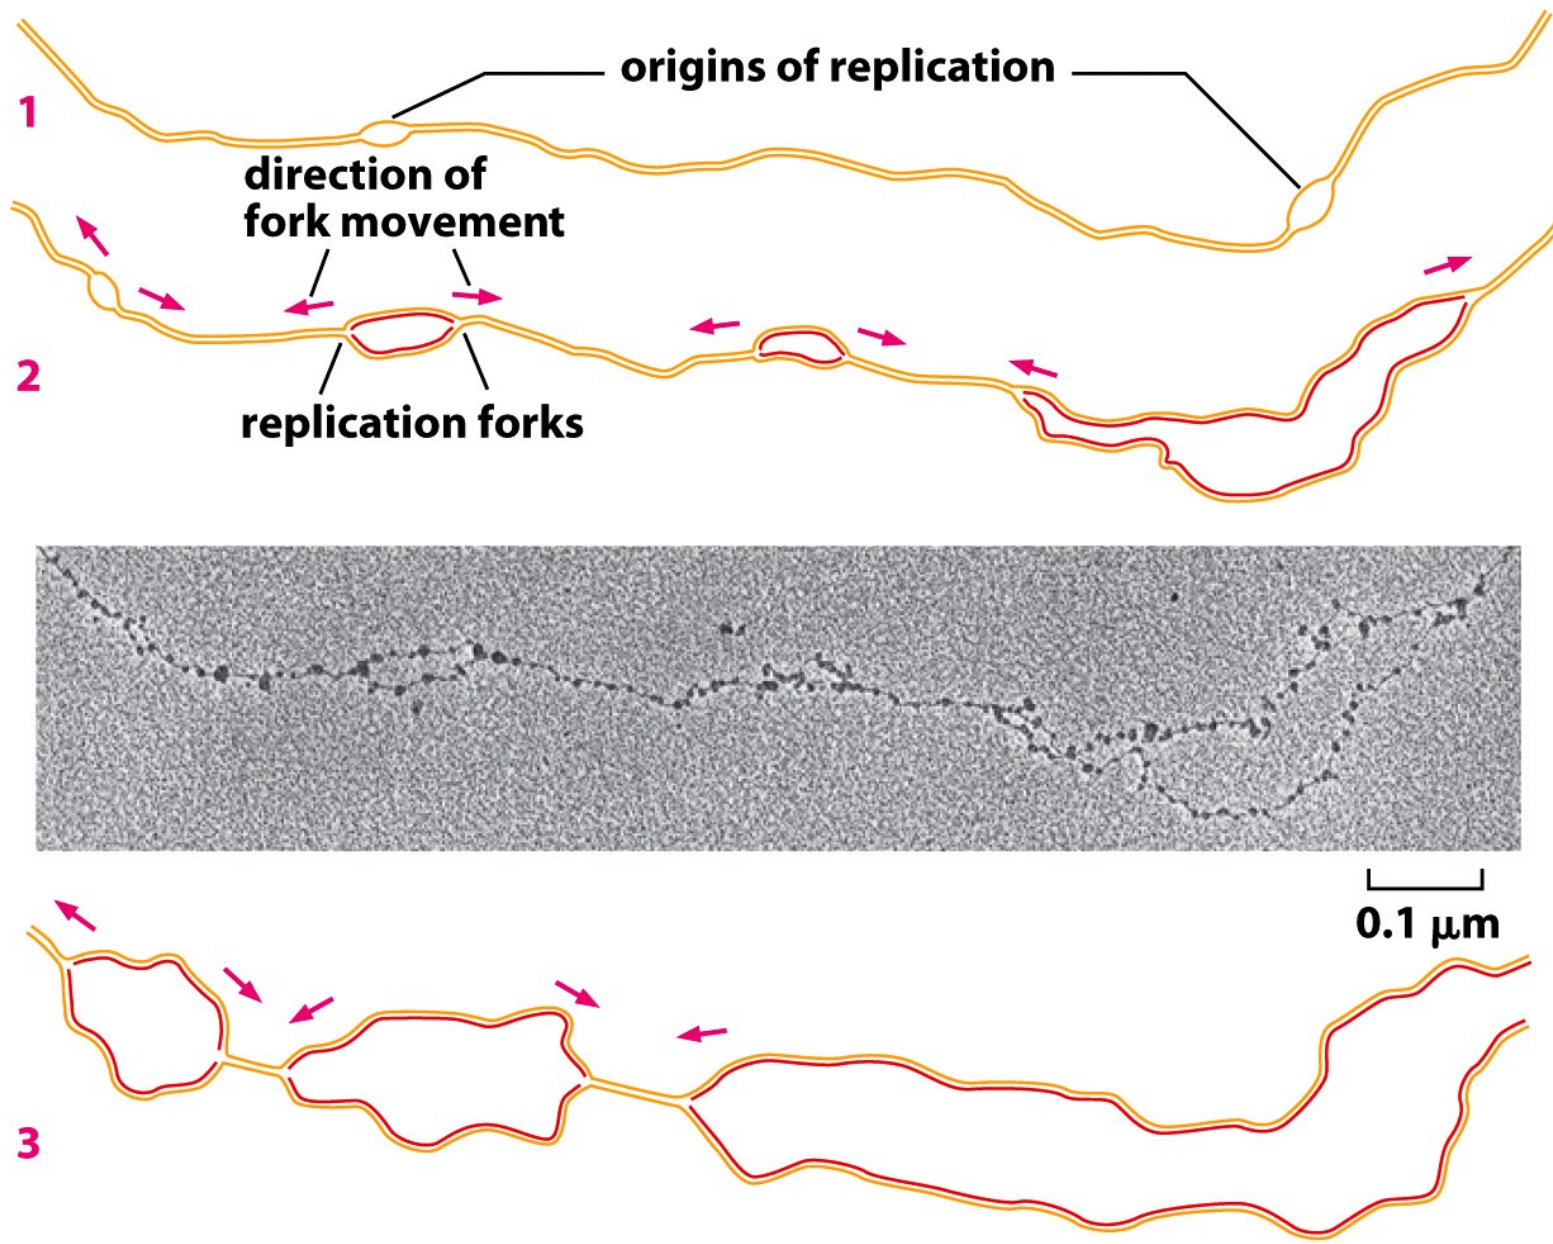 origins of replication
1
direction of
fork movement
2
replication forks
0.1 μm
3